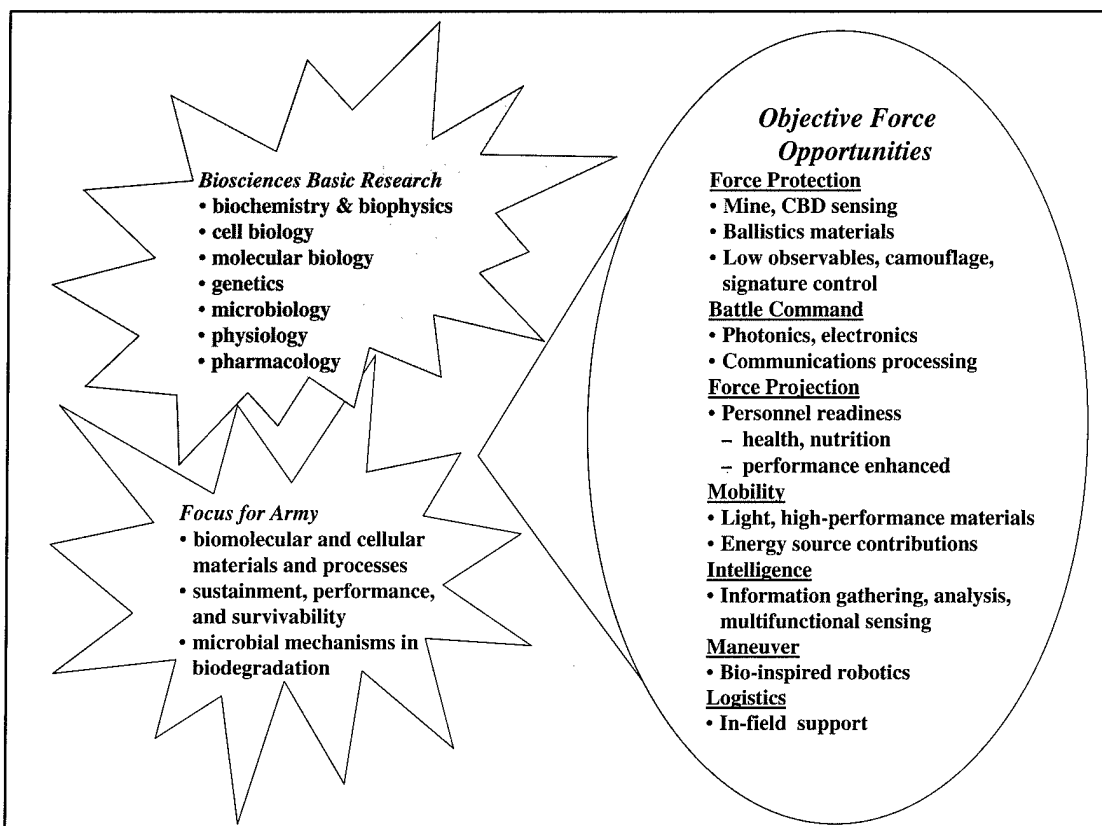 Biosciences Basic Research
• biochemistry & biophysics
• cell biology
• molecular biology
• genetics
• microbiology
• physiology
• pharmacology
Focus for Army
• biomolecular and cellular
materials and processes
• sustainment, performance,
and survivability
• microbial mechanisms in
biodegradation
Objective Force
Opportunities
Force Protection
• Mine, CBD sensing
• Ballistics materials
• Low observables, camouflage,
signature control
Battle Command
• Photonics, electronics
• Communications processing
Force Projection
• Personnel readiness
– health, nutrition
– performance enhanced
Mobility
• Light, high-performance materials
• Energy source contributions
Intelligence
• Information gathering, analysis,
multifunctional sensing
Maneuver
• Bio-inspired robotics
Logistics
• In-field support